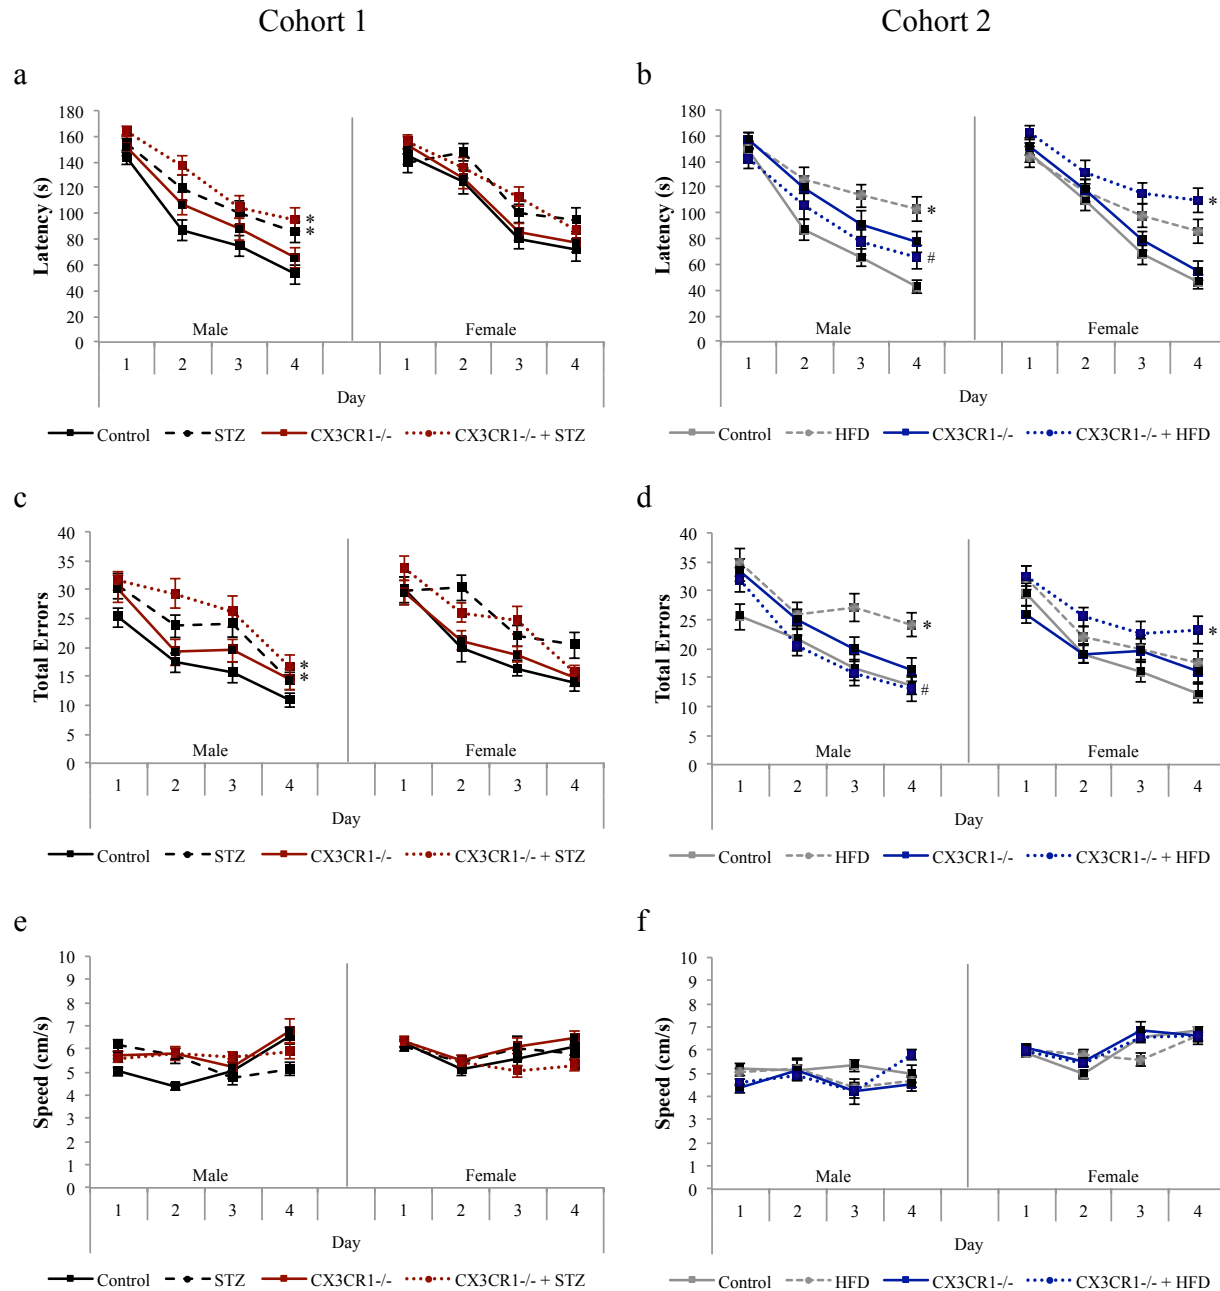 Cohort 1
Cohort 2
a
Latency (s)
180
160
140
120
100
80
60
40
20
0
Male
Female
1 2 3 4 1 2 3 4
Day
Control STZ CX3CR1-/- CX3CR1-/- + STZ
* *
b
Latency (s)
180
160
140
120
100
80
60
40
20
0
Male
Female
1 2 3 4 1 2 3 4
Day
Control HFD CX3CR1-/- CX3CR1-/- + HFD
* # *
c
Total Errors
40
35
30
25
20
15
10
5
0
Male
Female
1 2 3 4 1 2 3 4
Day
Control STZ CX3CR1-/- CX3CR1-/- + STZ
* *
d
Total Errors
40
35
30
25
20
15
10
5
0
Male
Female
1 2 3 4 1 2 3 4
Day
Control HFD CX3CR1-/- CX3CR1-/- + HFD
* # *
e
Speed (cm/s)
10
9
8
7
6
5
4
3
2
1
0
Male
Female
1 2 3 4 1 2 3 4
Day
Control STZ CX3CR1-/- CX3CR1-/- + STZ
f
Speed (cm/s)
10
9
8
7
6
5
4
3
2
1
0
Male
Female
1 2 3 4 1 2 3 4
Day
Control HFD CX3CR1-/- CX3CR1-/- + HFD